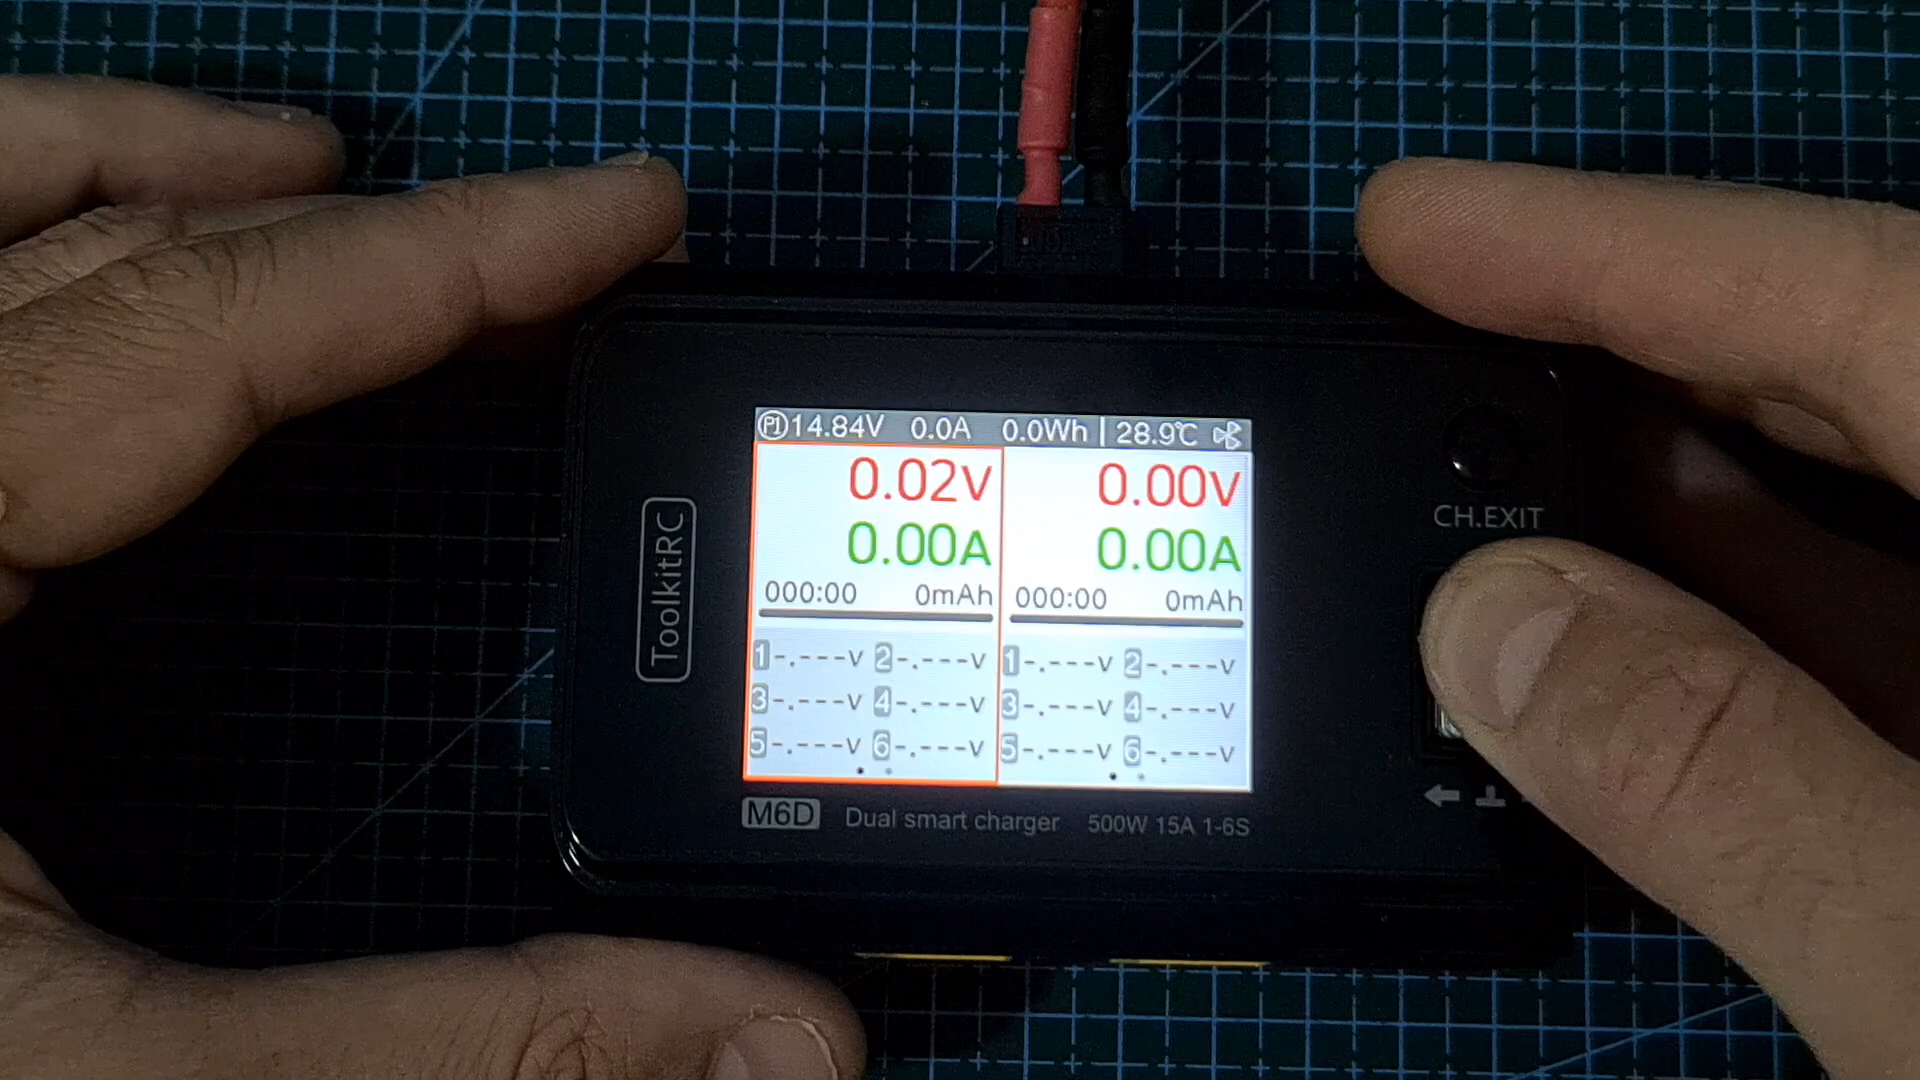 P1 14.84V 0.0A 0.0Wh | 28.9℃
0.02V 0.00V
0.00A 0.00A
000:00 0mAh 000:00 0mAh
1 -.---V 2 -.---V 1 -.---V 2 -.---V
3 -.---V 4 -.---V 3 -.---V 4 -.---V
5 -.---V 6 -.---V 5 -.---V 6 -.---V
ToolkitRC
CH.EXIT
M6D Dual smart charger 500W 15A 1-6S